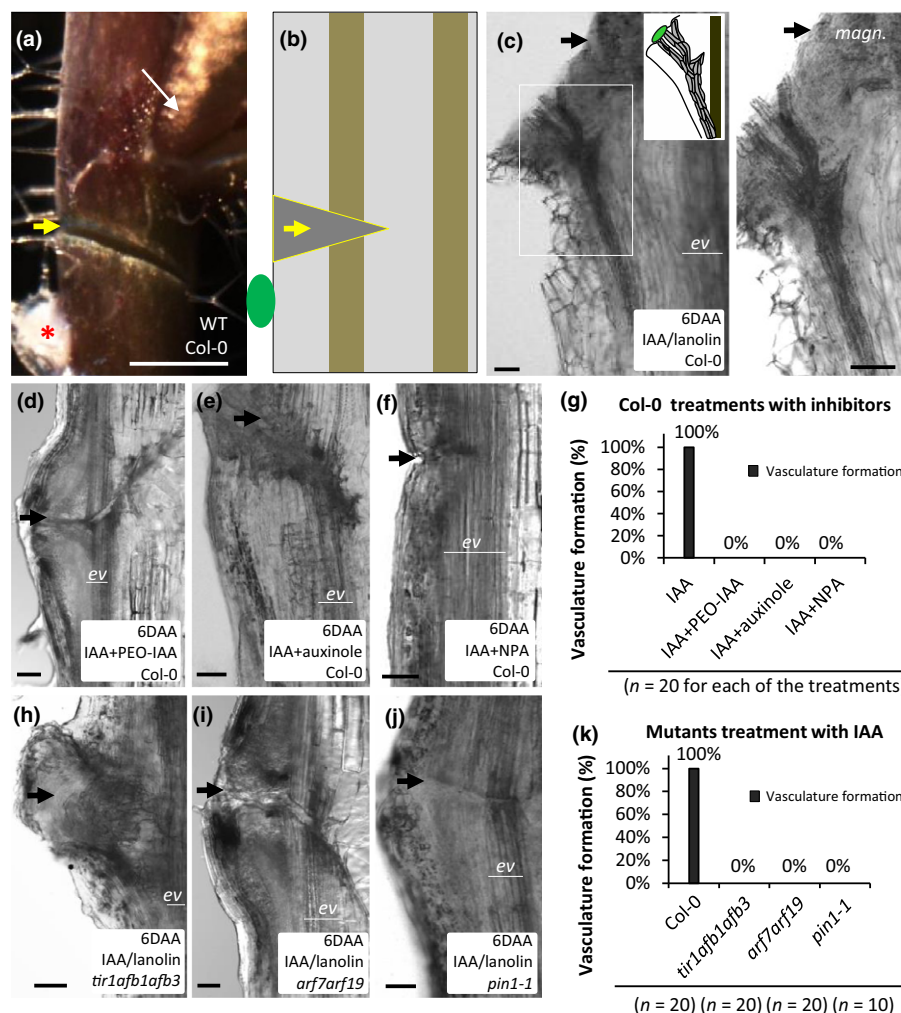 (a)
*
WT
Col-0
(b)
(c)
ev
6DAA
IAA/lanolin
Col-0
magn.
(d)
ev
6DAA
IAA+PEO-IAA
Col-0
(e)
ev
6DAA
IAA+auxinole
Col-0
(f)
ev
6DAA
IAA+NPA
Col-0
(g)
Col-0 treatments with inhibitors
Vasculature formation (%)
100%
80%
60%
40%
20%
0%
100%
0%
0%
0%
Vasculature formation
IAA
IAA+PEO-IAA
IAA+auxinole
IAA+NPA
(n = 20 for each of the treatments
(h)
ev
6DAA
IAA/lanolin
tir1afb1afb3
(i)
ev
6DAA
IAA/lanolin
arf7arf19
(j)
ev
6DAA
IAA/lanolin
pin1-1
(k)
Mutants treatment with IAA
Vasculature formation (%)
100%
80%
60%
40%
20%
0%
100%
0%
0%
0%
Vasculature formation
Col-0
tir1afb1afb3
arf7arf19
pin1-1
(n = 20) (n = 20) (n = 20) (n = 10)